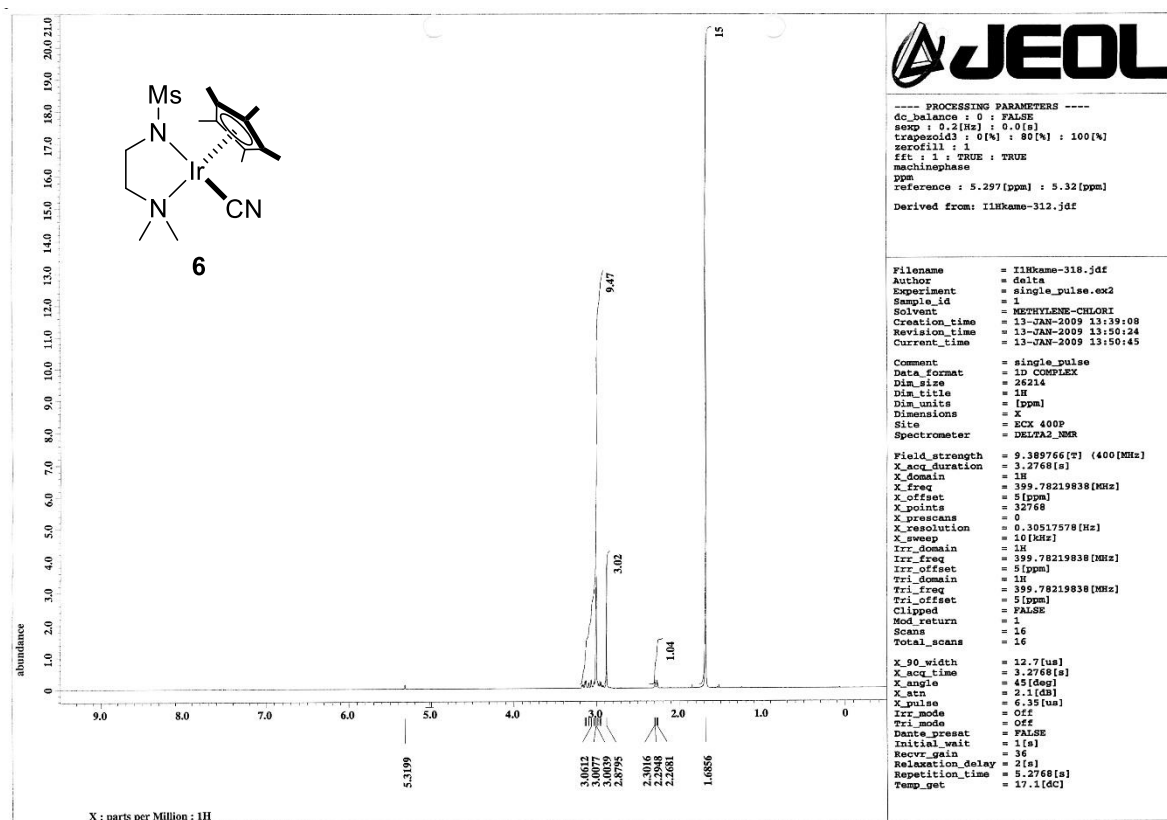 21.0
20.0
19.0
18.0
17.0
16.0
15.0
14.0
13.0
12.0
11.0
10.0
9.0
8.0
7.0
6.0
5.0
4.0
3.0
2.0
1.0
0
abundance
Ms
N
Ir
N
CN
6
9.47
3.02
1.04
15
9.0
8.0
7.0
6.0
5.0
4.0
3.0
2.0
1.0
0
5.3199
3.0612
3.0077
3.0039
2.8795
2.3016
2.2948
2.2681
1.6856
X : parts per Million : 1H
JEOL
---- PROCESSING PARAMETERS ----
dc_balance : 0 : FALSE
sexp : 0.2[Hz] : 0.0[s]
trapezoid3 : 0[%] : 80[%] : 100[%]
zerofill : 1
fft : 1 : TRUE : TRUE
machinephase
ppm
reference : 5.297[ppm] : 5.32[ppm]
Derived from: I1Hkame-312.jdf
Filename = I1Hkame-318.jdf
Author = delta
Experiment = single_pulse.ex2
Sample_id = 1
Solvent = METHYLENE-CHLORI
Creation_time = 13-JAN-2009 13:39:08
Revision_time = 13-JAN-2009 13:50:24
Current_time = 13-JAN-2009 13:50:45
Comment = single_pulse
Data_format = 1D COMPLEX
Dim_size = 26214
Dim_title = 1H
Dim_units = [ppm]
Dimensions = X
Site = ECX 400P
Spectrometer = DELTA2_NMR
Field_strength = 9.389766[T] (400[MHz]
X_acq_duration = 3.2768[s]
X_domain = 1H
X_freq = 399.78219838[MHz]
X_offset = 5[ppm]
X_points = 32768
X_prescans = 0
X_resolution = 0.30517578[Hz]
X_sweep = 10[kHz]
Irr_domain = 1H
Irr_freq = 399.78219838[MHz]
Irr_offset = 5[ppm]
Tri_domain = 1H
Tri_freq = 399.78219838[MHz]
Tri_offset = 5[ppm]
Clipped = FALSE
Mod_return = 1
Scans = 16
Total_scans = 16
X_90_width = 12.7[us]
X_acq_time = 3.2768[s]
X_angle = 45[deg]
X_atn = 2.1[dB]
X_pulse = 6.35[us]
Irr_mode = Off
Tri_mode = Off
Dante_presat = FALSE
Initial_wait = 1[s]
Recvr_gain = 36
Relaxation_delay = 2[s]
Repetition_time = 5.2768[s]
Temp_get = 17.1[dC]